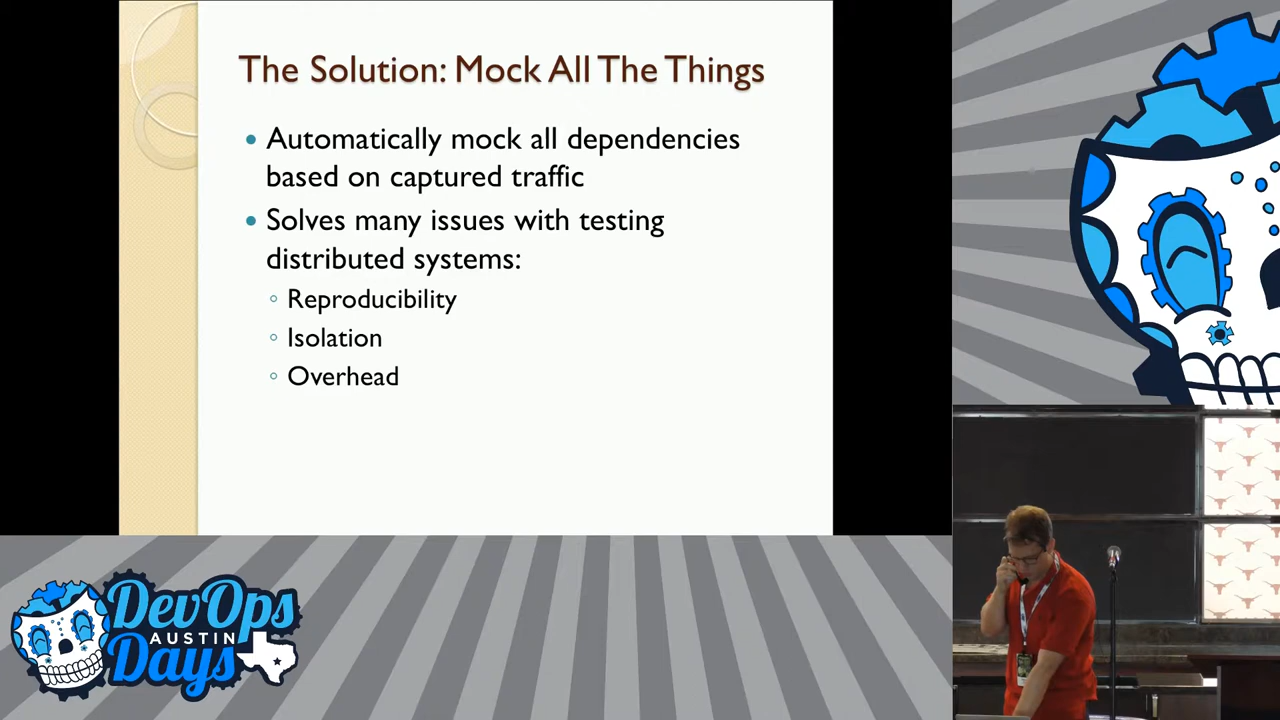 The Solution: Mock All The Things
Automatically mock all dependencies
based on captured traffic
Solves many issues with testing
distributed systems:
Reproducibility
Isolation
Overhead
DevOps
AUSTIN
Days